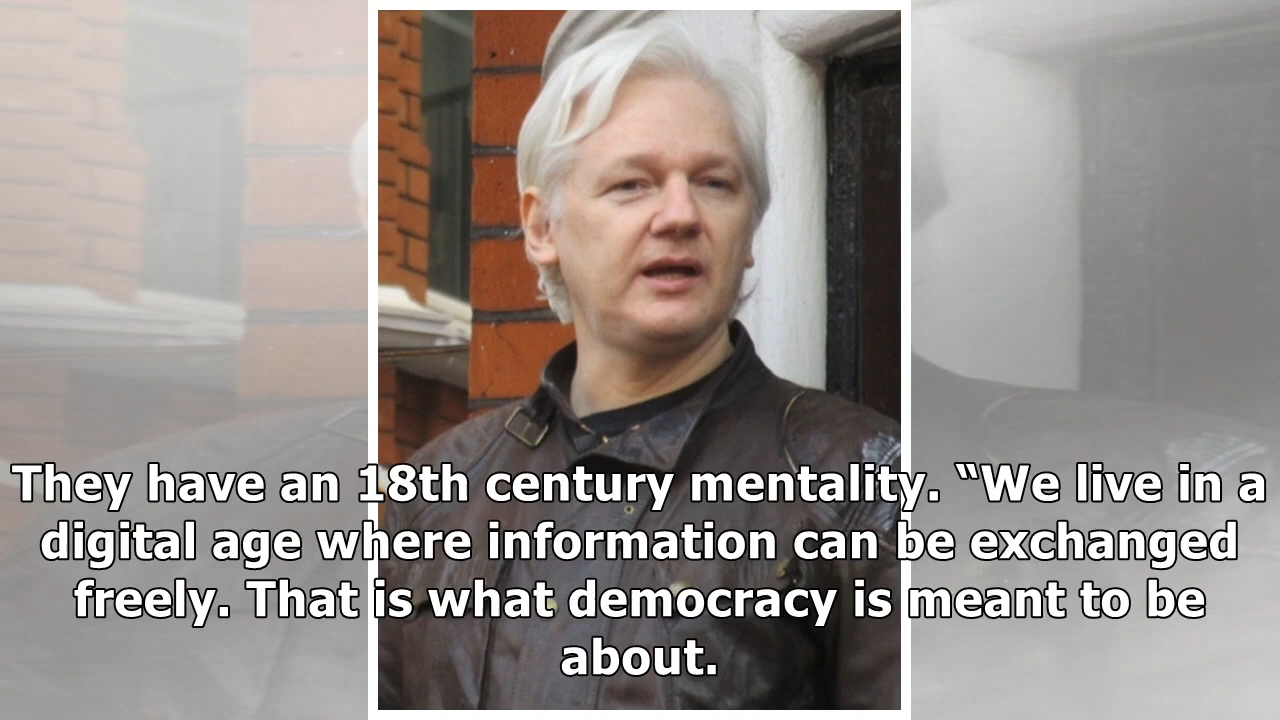 They have an 18th century mentality. “We live in a
digital age where information can be exchanged
freely. That is what democracy is meant to be
about.